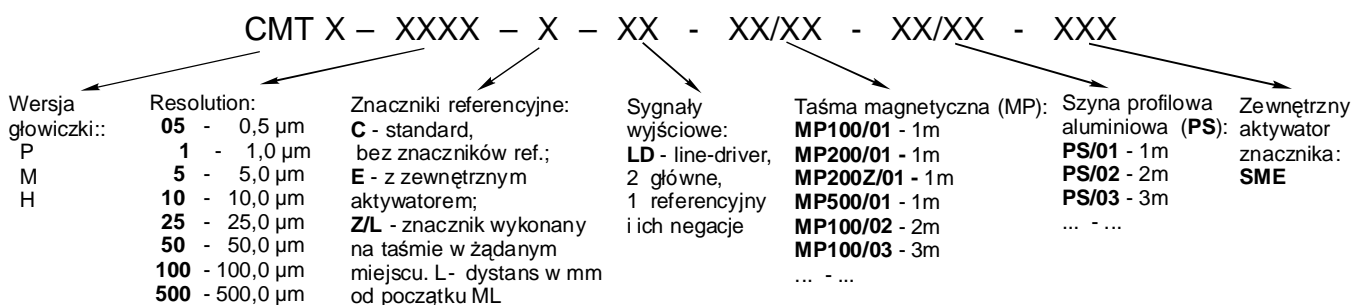 CMT X – XXXX – X – XX - XX/XX - XX/XX - XXX
Wersja
głowiczki::
P
M
H
Resolution:
05 - 0,5 µm
1 - 1,0 µm
5 - 5,0 µm
10 - 10,0 µm
25 - 25,0 µm
50 - 50,0 µm
100 - 100,0 µm
500 - 500,0 µm
Znaczniki referencyjne:
C - standard,
bez znaczników ref.;
E - z zewnętrznym
aktywatorem;
Z/L - znacznik wykonany
na taśmie w żądanym
miejscu. L- dystans w mm
od początku ML
Sygnały
wyjściowe:
LD - line-driver,
2 główne,
1 referencyjny
i ich negacje
Taśma magnetyczna (MP):
MP100/01 - 1m
MP200/01 - 1m
MP200Z/01 - 1m
MP500/01 - 1m
MP100/02 - 2m
MP100/03 - 3m
... - ...
Szyna profilowa
aluminiowa (PS):
PS/01 - 1m
PS/02 - 2m
PS/03 - 3m
... - ...
Zewnętrzny
aktywator
znacznika:
SME